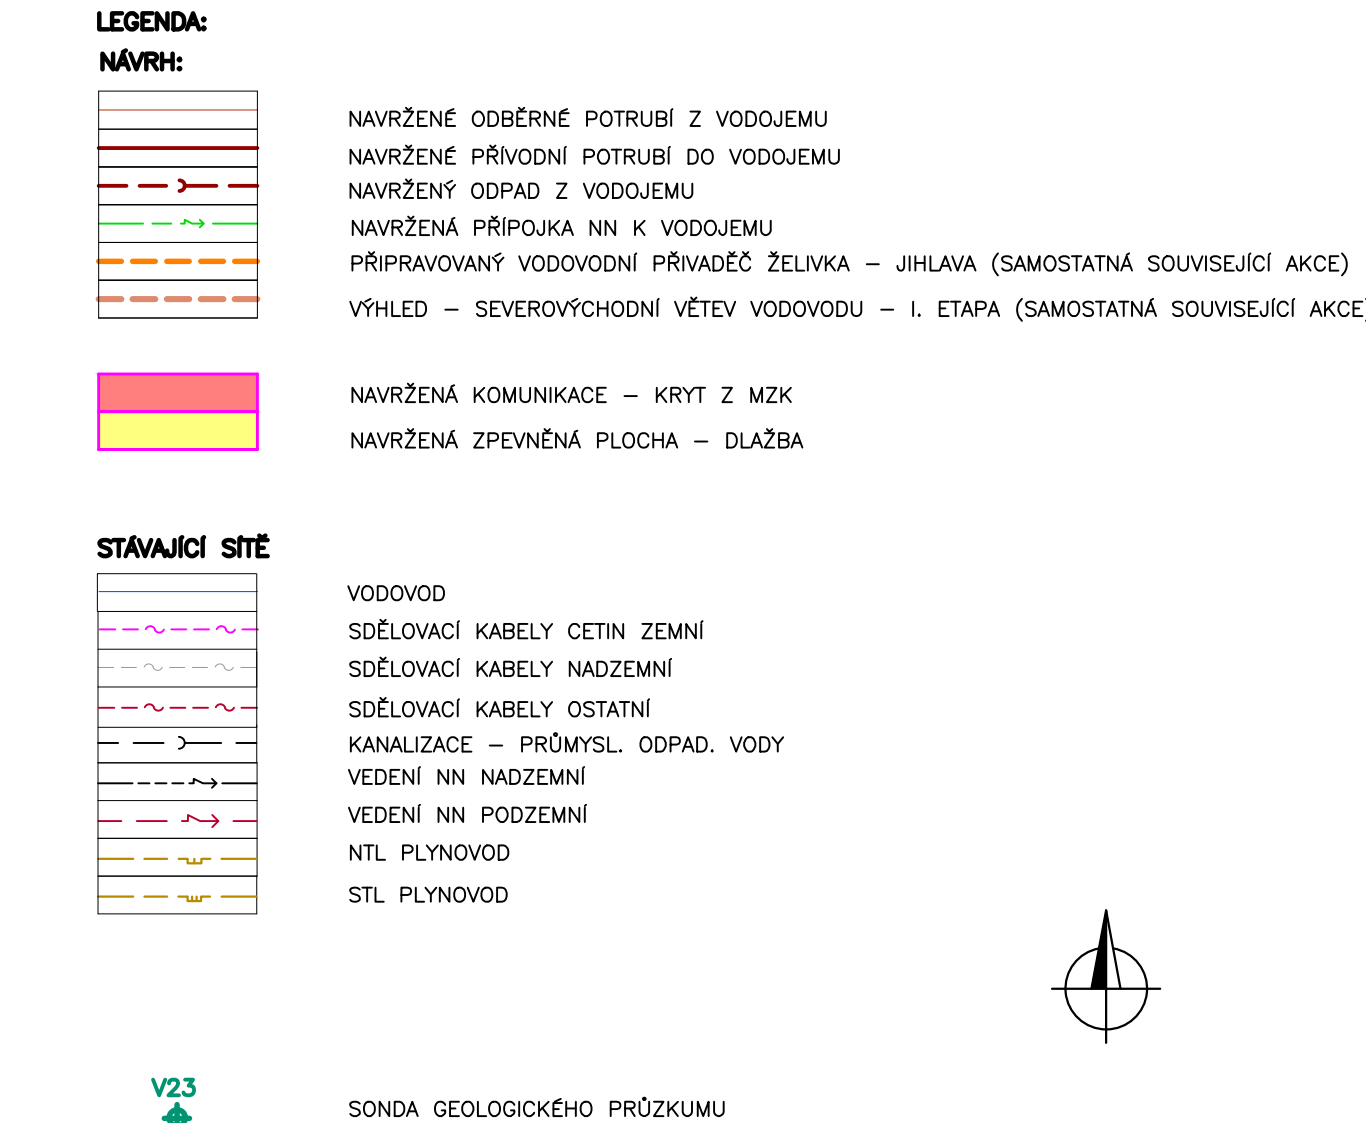 LEGENDA:
NÁVRH:
NAVRŽENÉ ODBĚRNÉ POTRUBÍ Z VODOJEMU
NAVRŽENÉ PŘÍVODNÍ POTRUBÍ DO VODOJEMU
NAVRŽENÝ ODPAD Z VODOJEMU
NAVRŽENÁ PŘÍPOJKA NN K VODOJEMU
PŘIPRAVOVANÝ VODOVODNÍ PŘIVADĚČ ŽELIVKA – JIHLAVA (SAMOSTATNÁ SOUVISEJÍCÍ AKCE)
VÝHLED – SEVEROVÝCHODNÍ VĚTEV VODOVODU – I. ETAPA (SAMOSTATNÁ SOUVISEJÍCÍ AKCE)
NAVRŽENÁ KOMUNIKACE – KRYT Z MZK
NAVRŽENÁ ZPEVNĚNÁ PLOCHA – DLAŽBA
STÁVAJÍCÍ SÍTĚ
VODOVOD
SDĚLOVACÍ KABELY CETIN ZEMNÍ
SDĚLOVACÍ KABELY NADZEMNÍ
SDĚLOVACÍ KABELY OSTATNÍ
KANALIZACE – PRŮMYSL. ODPAD. VODY
VEDENÍ NN NADZEMNÍ
VEDENÍ NN PODZEMNÍ
NTL PLYNOVOD
STL PLYNOVOD
V23
SONDA GEOLOGICKÉHO PRŮZKUMU